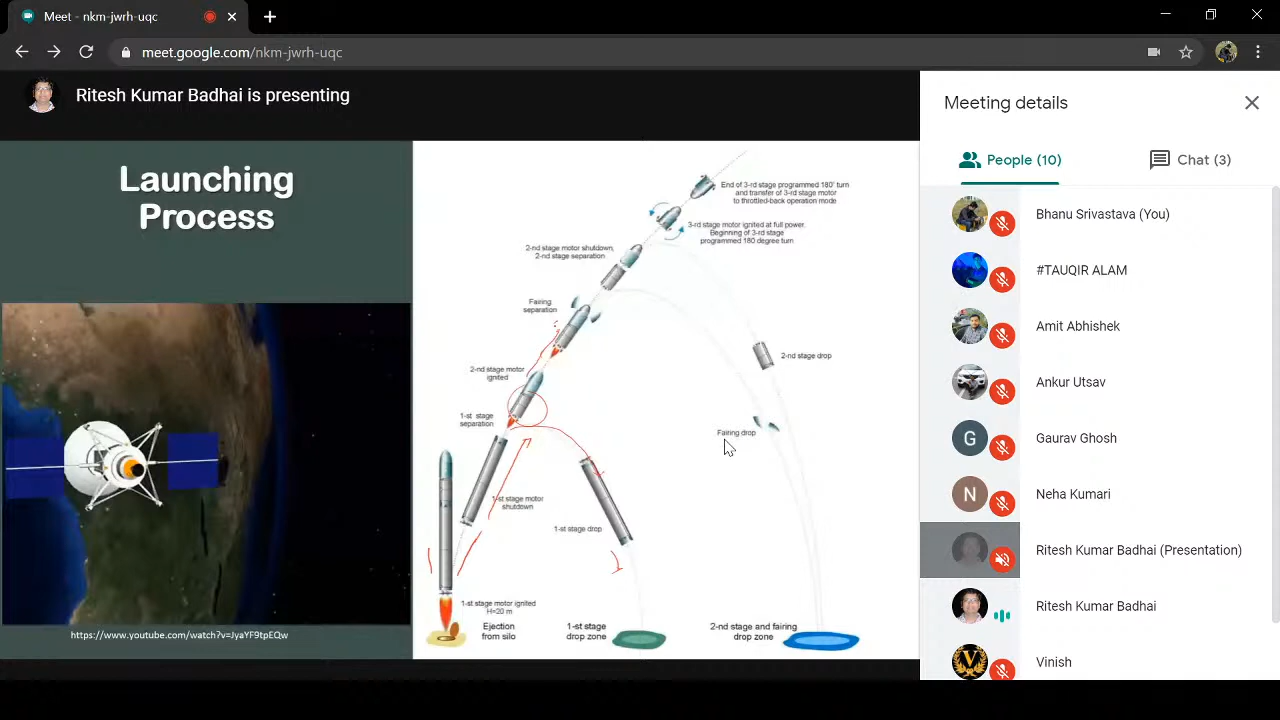 Meet - nkm-jwrh-uqc
meet.google.com/nkm-jwrh-uqc
Ritesh Kumar Badhai is presenting
Launching
Process
https://www.youtube.com/watch?v=JyaYF9tpEQw
End of 3-rd stage programmed 180° turn
and transfer of 3-rd stage motor
to throttled-back operation mode
3-rd stage motor ignited at full power.
Beginning of 3-rd stage
programmed 180 degree turn
2-nd stage motor shutdown,
2-nd stage separation
Fairing
separation
2-nd stage motor
ignited
2-nd stage drop
1-st stage
separation
Fairing drop
1-st stage motor
shutdown
1-st stage drop
1-st stage motor ignited
H=20 m
Ejection
from silo
1-st stage
drop zone
2-nd stage and fairing
drop zone
Meeting details
People (10)
Chat (3)
Bhanu Srivastava (You)
#TAUQIR ALAM
Amit Abhishek
Ankur Utsav
G
Gaurav Ghosh
N
Neha Kumari
Ritesh Kumar Badhai (Presentation)
Ritesh Kumar Badhai
V
Vinish